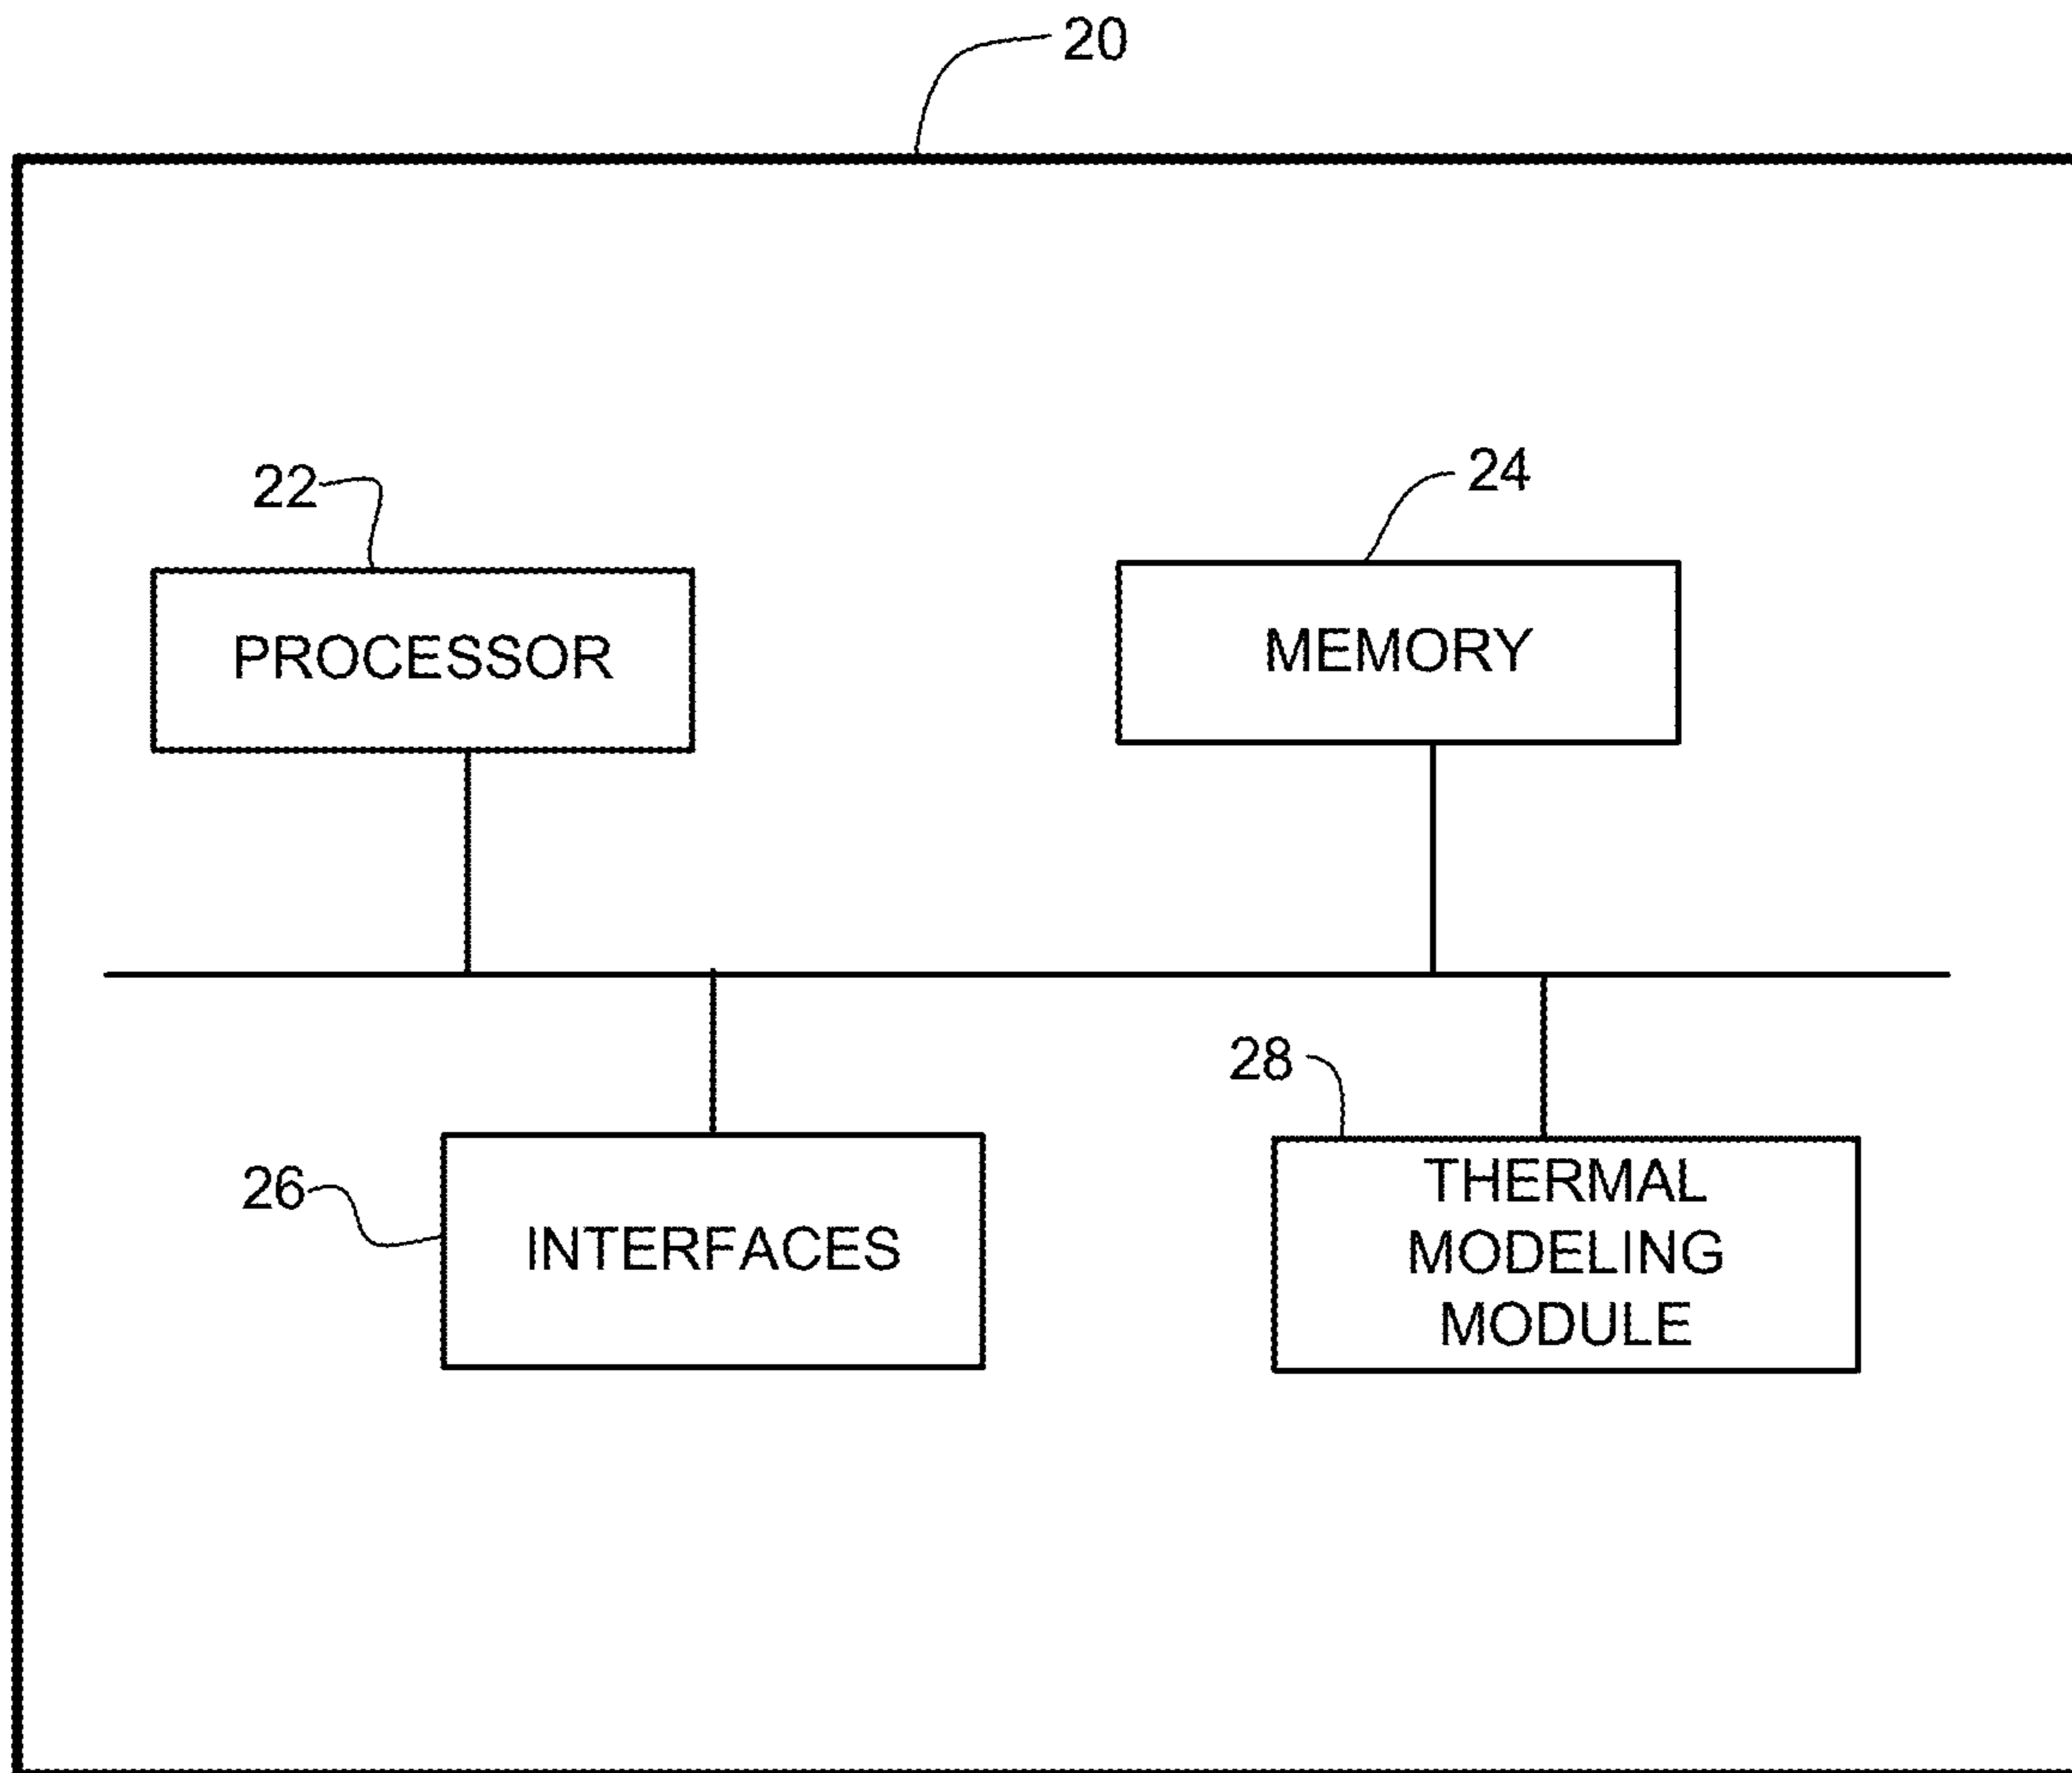 20
22
24
PROCESSOR
MEMORY
28
26
INTERFACES
THERMAL
MODELING
MODULE